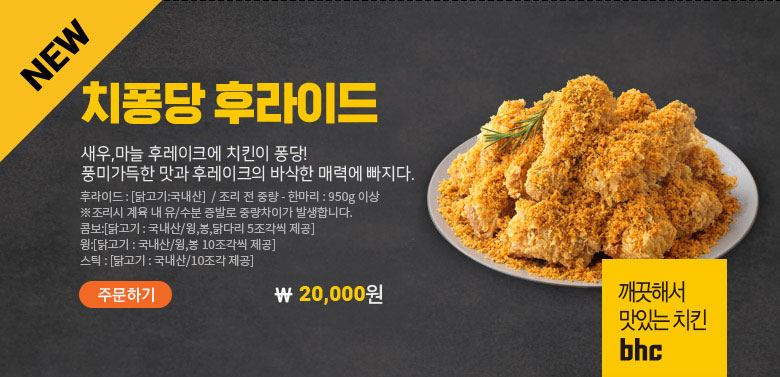 NEW
치퐁당 후라이드
새우,마늘 후레이크에 치킨이 퐁당!
풍미가득한 맛과 후레이크의 바삭한 매력에 빠지다.
후라이드 : [닭고기;국내산] / 조리 전 중량 - 한마리 : 950g 이상
※조리시 계육 내 유/수분 증발로 중량차이가 발생합니다.
콤보:[닭고기 : 국내산/윙,봉,닭다리 5조각씩 제공]
윙:[닭고기 : 국내산/윙,봉 10조각씩 제공]
스틱 : [닭고기 : 국내산/10조각 제공]
주문하기
₩ 20,000원
깨끗해서
맛있는 치킨
bhc